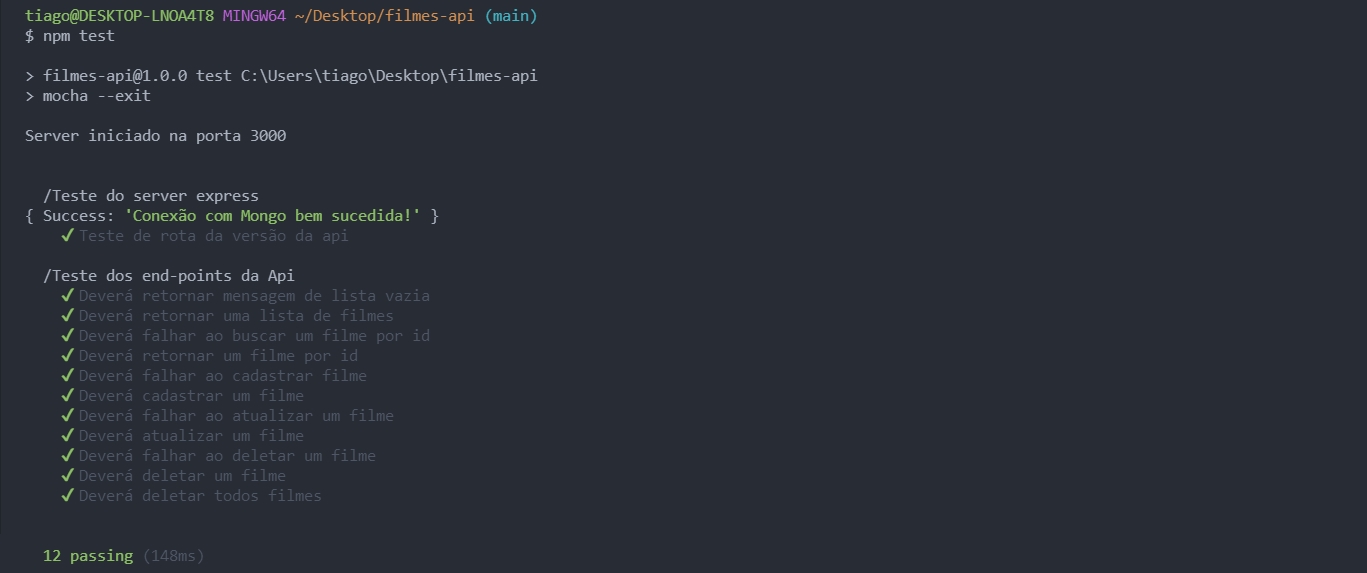 tiago@DESKTOP-LNOA4T8 MINGW64 ~/Desktop/filmes-api (main)
$ npm test
> filmes-api@1.0.0 test C:\Users\tiago\Desktop\filmes-api
> mocha --exit
Server iniciado na porta 3000
/Teste do server express
{ Success: 'Conexão com Mongo bem sucedida!' }
✓ Teste de rota da versão da api
/Teste dos end-points da Api
✓ Deverá retornar mensagem de lista vazia
✓ Deverá retornar uma lista de filmes
✓ Deverá falhar ao buscar um filme por id
✓ Deverá retornar um filme por id
✓ Deverá falhar ao cadastrar filme
✓ Deverá cadastrar um filme
✓ Deverá falhar ao atualizar um filme
✓ Deverá atualizar um filme
✓ Deverá falhar ao deletar um filme
✓ Deverá deletar um filme
✓ Deverá deletar todos filmes
12 passing (148ms)